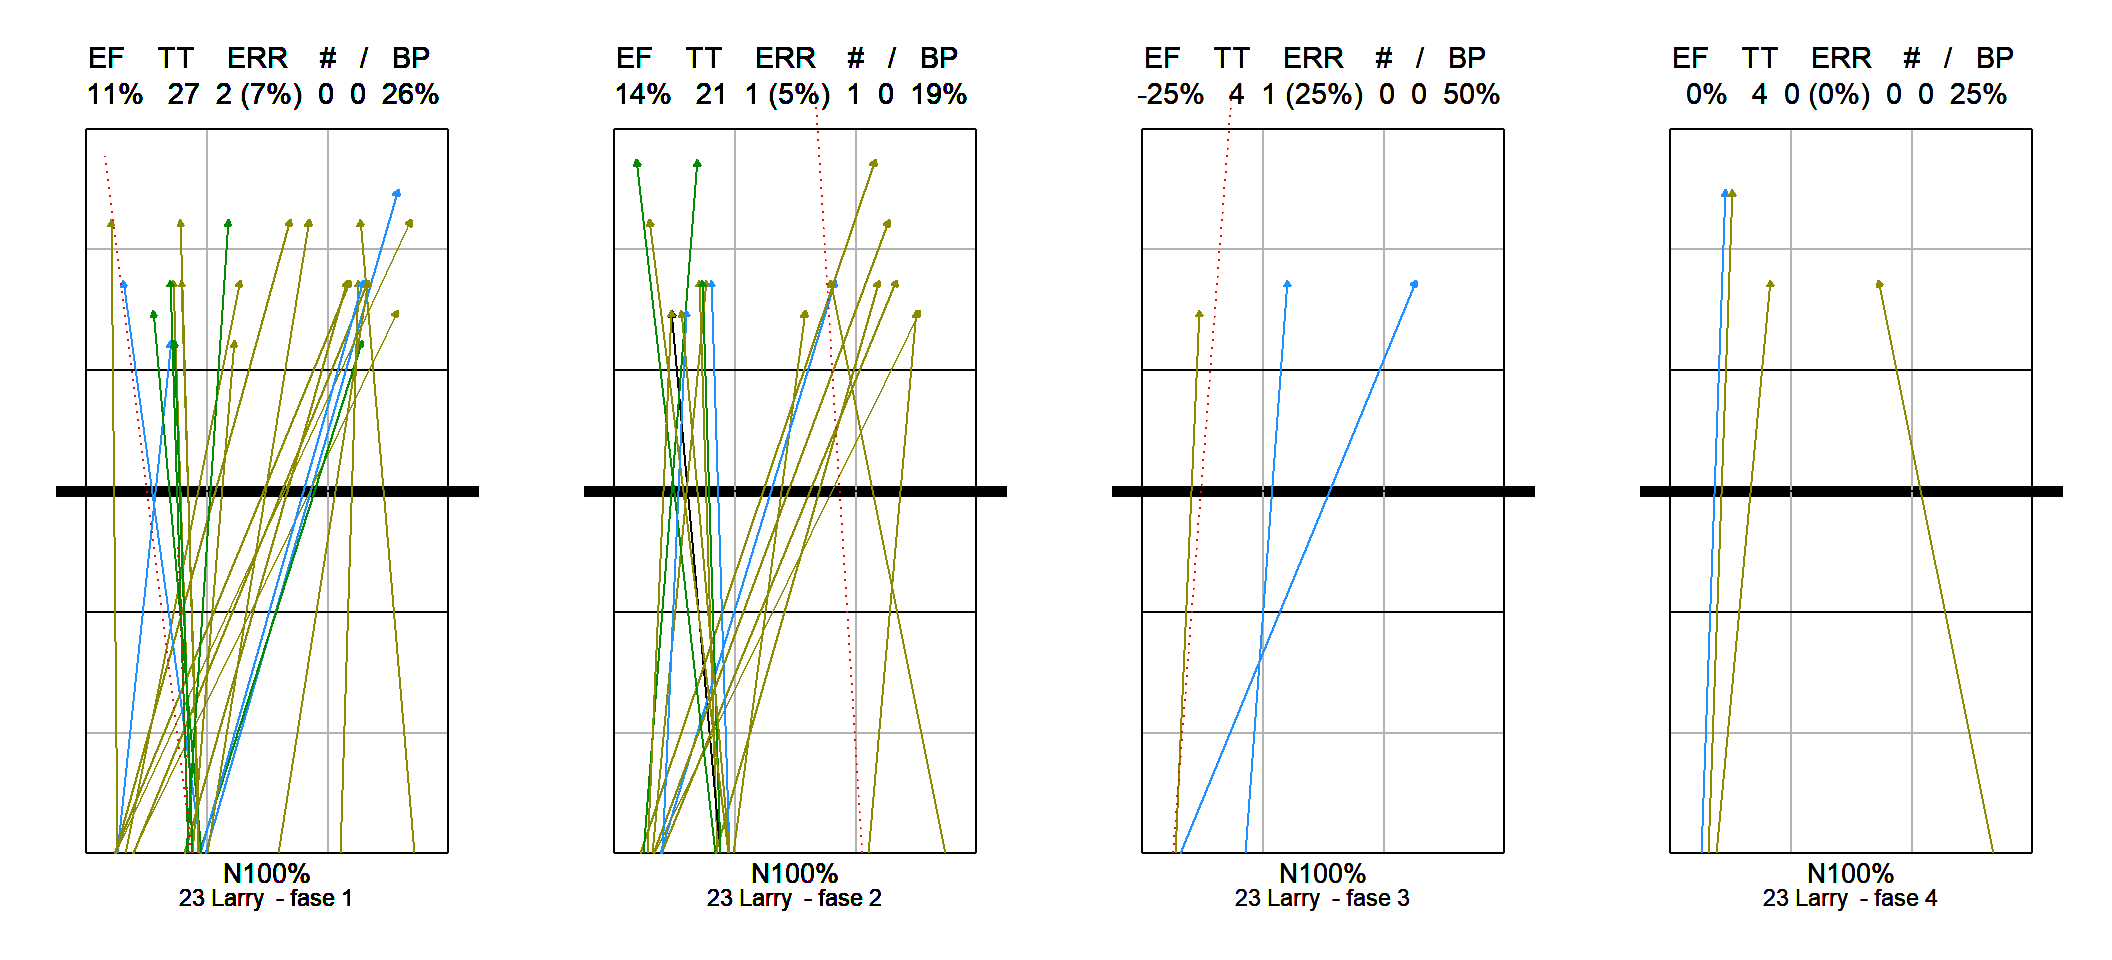 EF TT ERR # / BP
11% 27 2 (7%) 0 0 26%
N100%
23 Larry - fase 1
EF TT ERR # / BP
14% 21 1 (5%) 1 0 19%
N100%
23 Larry - fase 2
EF TT ERR # / BP
-25% 4 1 (25%) 0 0 50%
N100%
23 Larry - fase 3
EF TT ERR # / BP
0% 4 0 (0%) 0 0 25%
N100%
23 Larry - fase 4